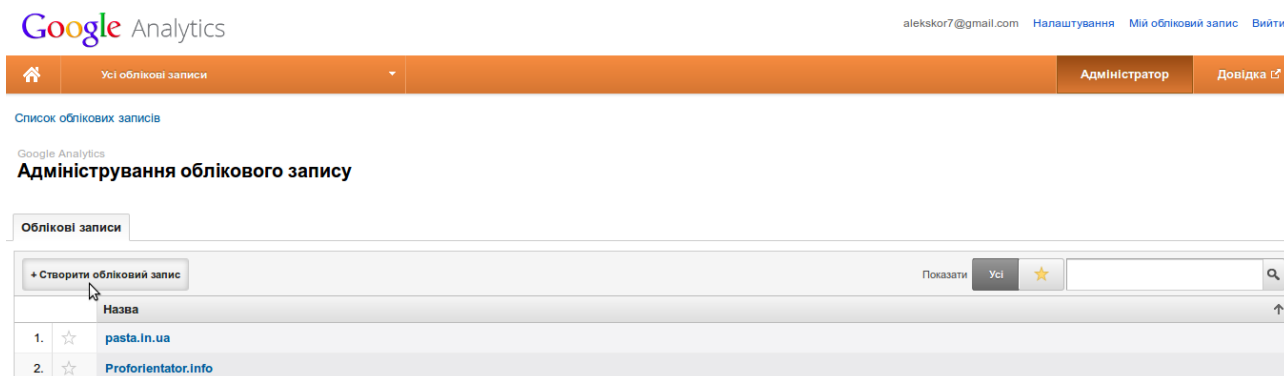 Google Analytics
alekskor7@gmail.com Налаштування Мій обліковий запис Вийти
Усі облікові записи Адміністратор Довідка
Список облікових записів
Google Analytics
Адміністрування облікового запису
Облікові записи
+ Створити обліковий запис Показати Усі
Назва
1. pasta.in.ua
2. Proforientator.info